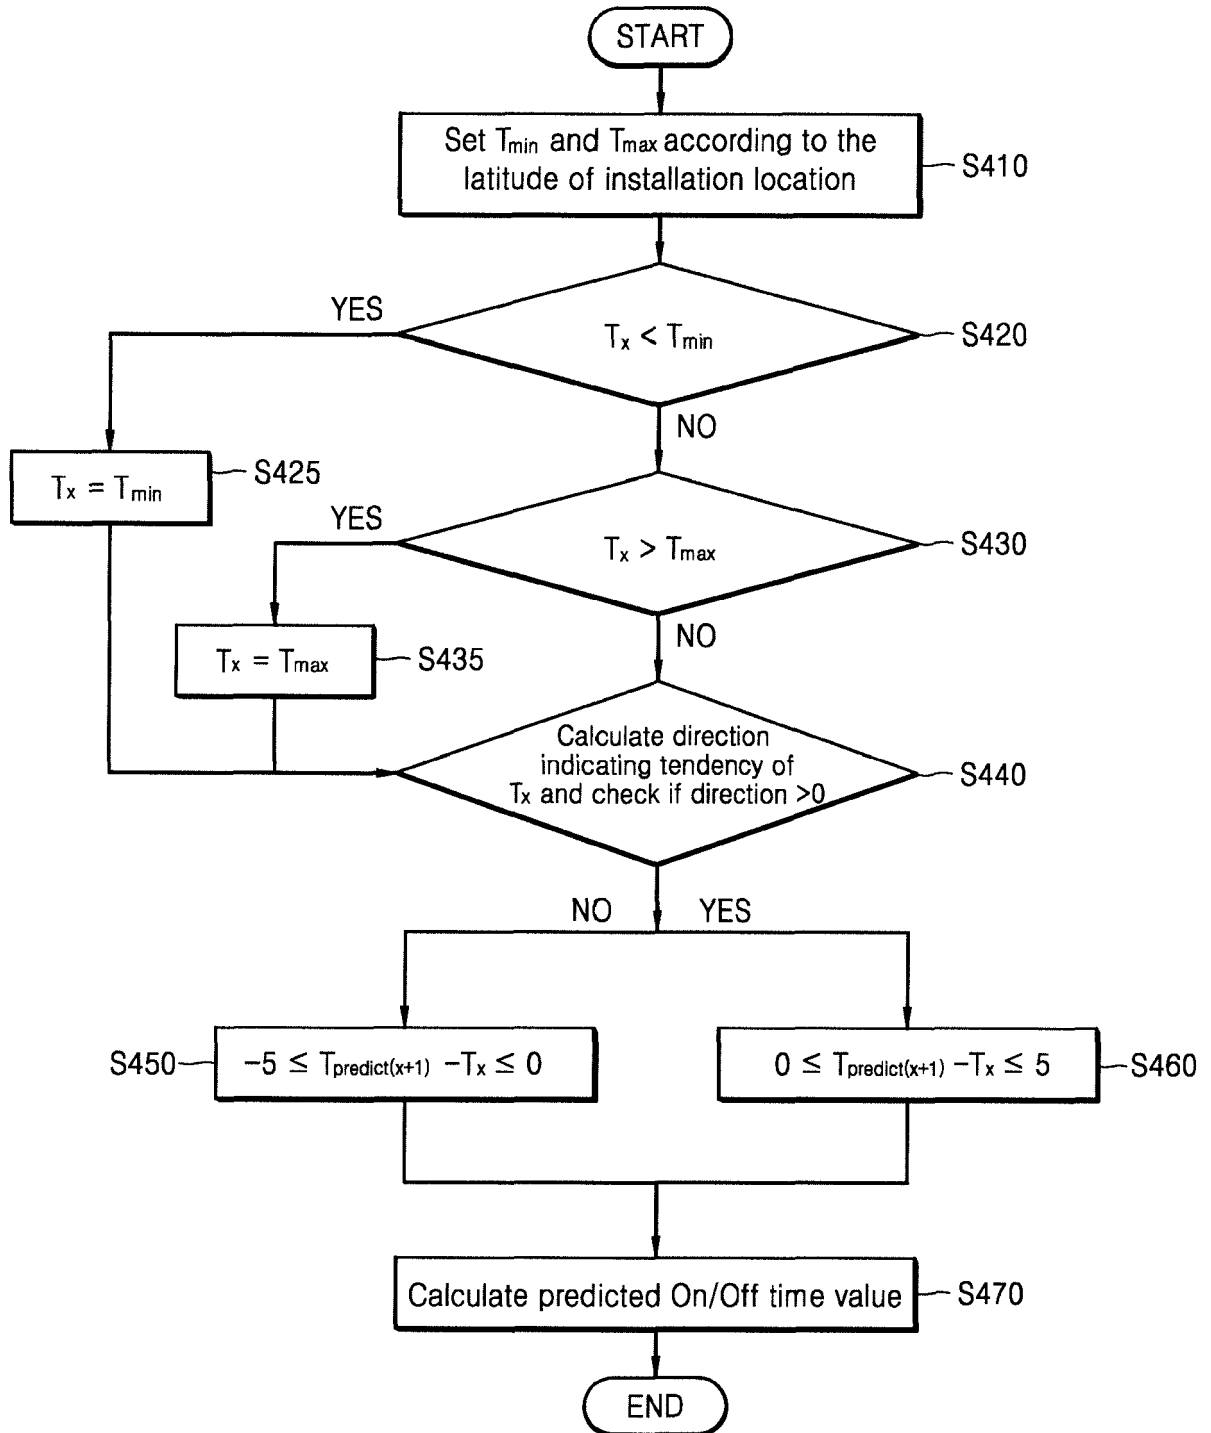 START
Set Tmin and Tmax according to the
latitude of installation location
S410
YES
Tx < Tmin
S420
NO
Tx = Tmin
S425
YES
Tx > Tmax
S430
NO
Tx = Tmax
S435
Calculate direction
indicating tendency of
Tx and check if direction >0
S440
NO
YES
S450
−5 ≤ Tpredict(x+1) −Tx ≤ 0
0 ≤ Tpredict(x+1) −Tx ≤ 5
S460
Calculate predicted On/Off time value
S470
END